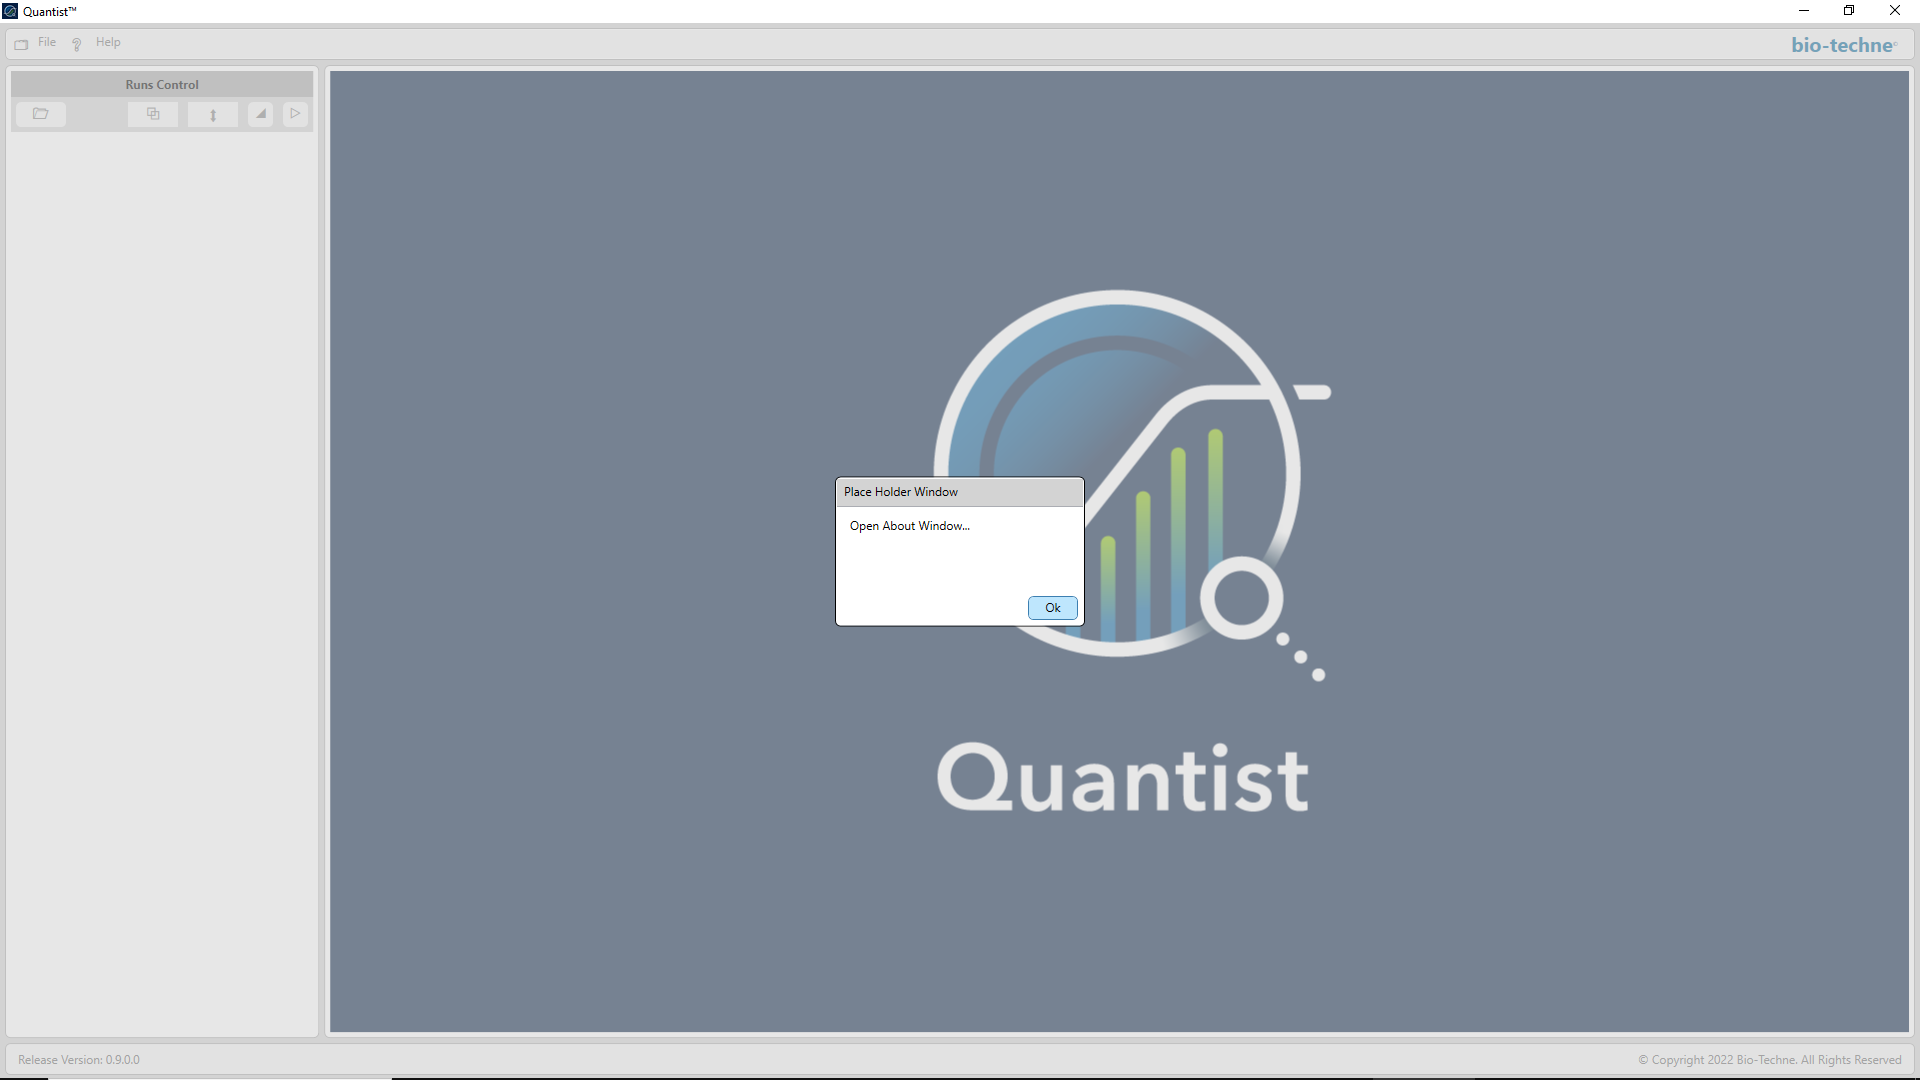 Quantist™
File Help
bio-techne®
Runs Control
Place Holder Window
Open About Window...
Ok
Quantist
Release Version: 0.9.0.0
© Copyright 2022 Bio-Techne. All Rights Reserved